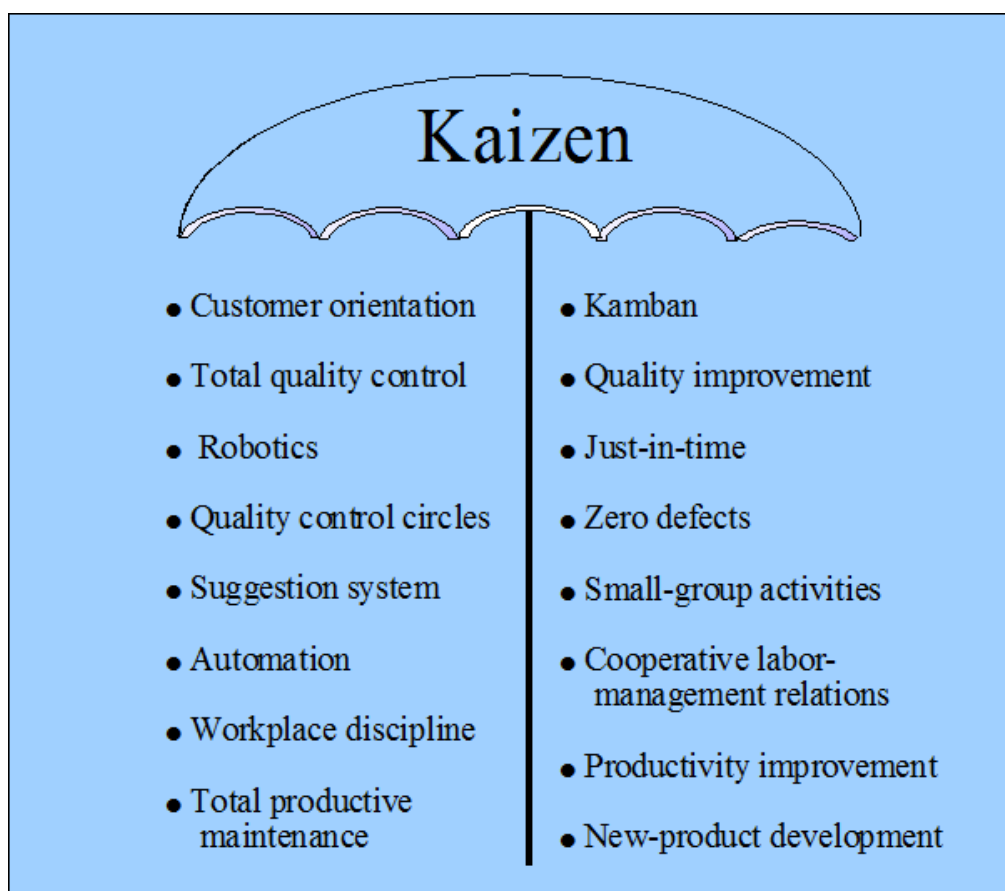 Kaizen
● Customer orientation
● Total quality control
● Robotics
● Quality control circles
● Suggestion system
● Automation
● Workplace discipline
● Total productive
maintenance
● Kamban
● Quality improvement
● Just-in-time
● Zero defects
● Small-group activities
● Cooperative labor-
management relations
● Productivity improvement
● New-product development